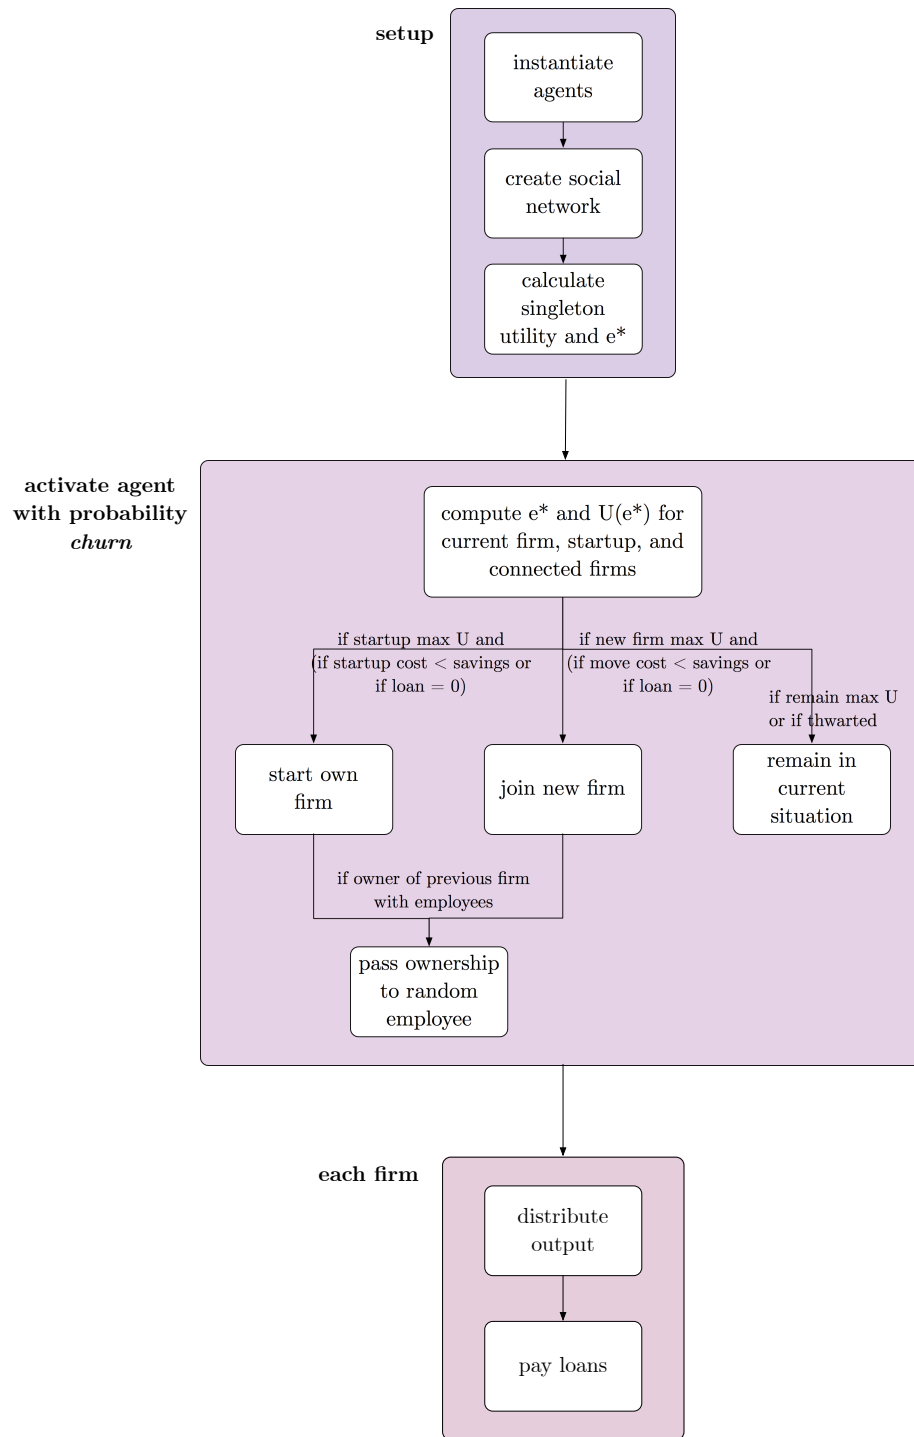 setup
instantiate
agents
create social
network
calculate
singleton
utility and e*
activate agent
with probability
churn
compute e* and U(e*) for
current firm, startup, and
connected firms
if startup max U and
(if startup cost < savings or
if loan = 0)
if new firm max U and
(if move cost < savings or
if loan = 0)
if remain max U
or if thwarted
start own
firm
join new firm
remain in
current
situation
if owner of previous firm
with employees
pass ownership
to random
employee
each firm
distribute
output
pay loans